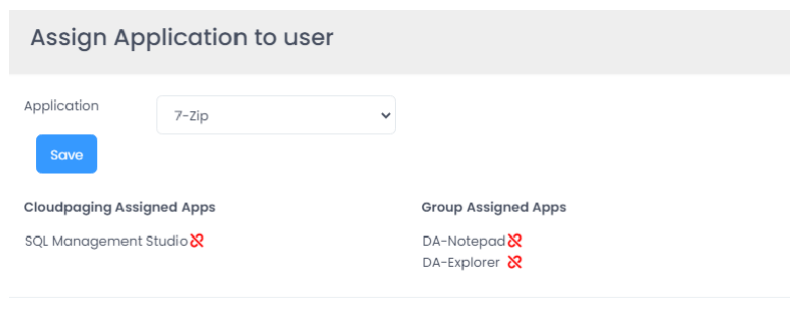 Assign Application to user
Application
7-Zip
Save
Cloudpaging Assigned Apps
SQL Management Studio
Group Assigned Apps
DA-Notepad
DA-Explorer